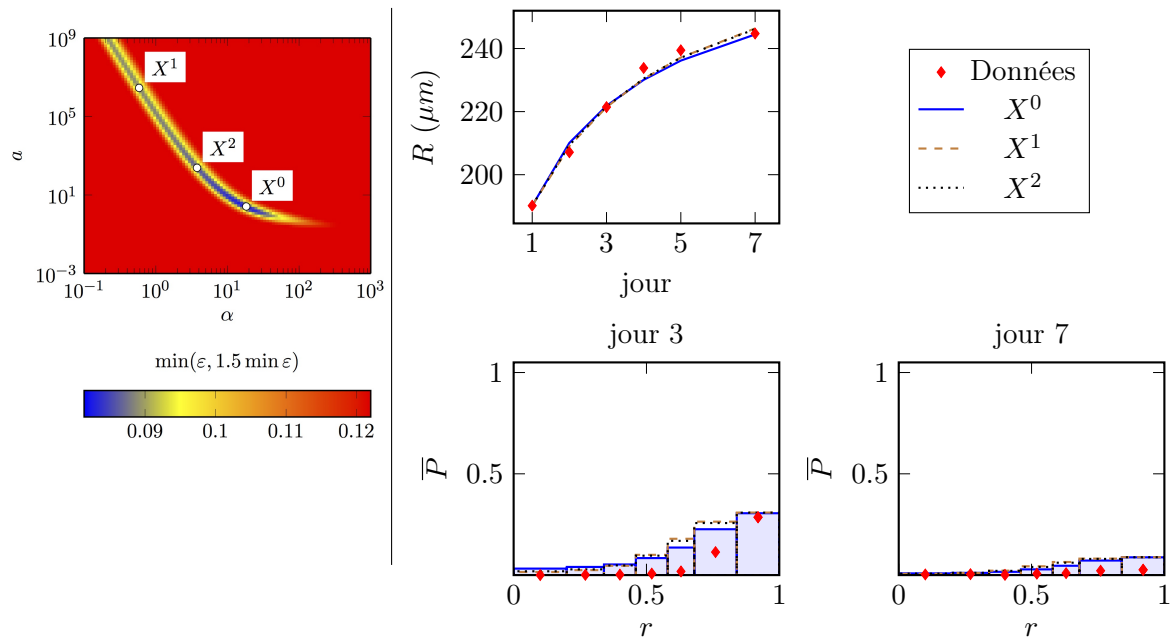 10^9
10^5
10^1
10^{-3}
a
X^1
X^2
X^0
10^{-1} 10^0 10^1 10^2 10^3
α
min(ε, 1.5 min ε)
0.09 0.1 0.11 0.12
240
220
200
R (μm)
1 3 5 7
jour
Données
X^0
X^1
X^2
jour 3
1
0.5
P̅
0 0.5 1
r
jour 7
1
0.5
P̅
0 0.5 1
r